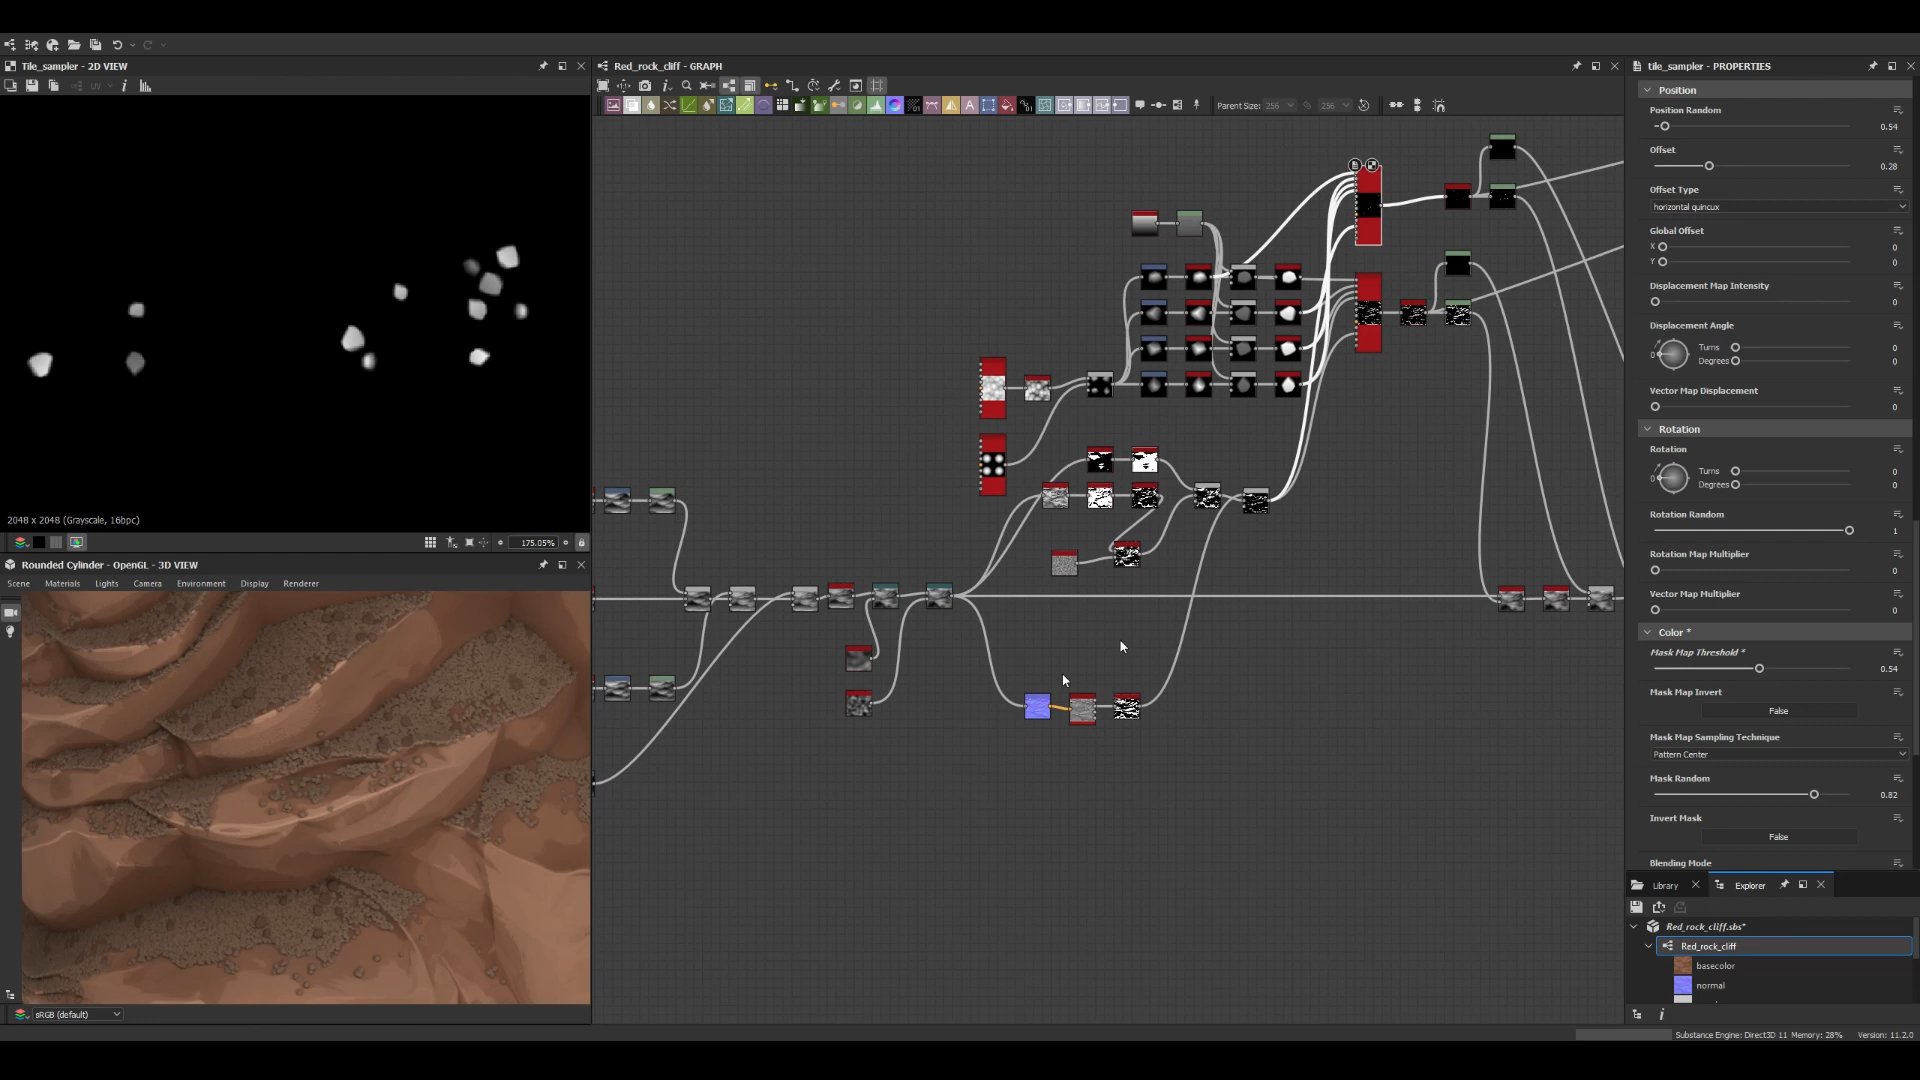 Tile_sampler - 2D VIEW
2048 x 2048 (Grayscale, 16bpc)
175.05%
Rounded Cylinder - OpenGL - 3D VIEW
Scene Materials Lights Camera Environment Display Renderer
sRGB (default)
Red_rock_cliff - GRAPH
Parent Size: 256 256
tile_sampler - PROPERTIES
Position
Position Random
0.54
Offset
0.28
Offset Type
horizontal quincux
Global Offset
X 0
Y 0
Displacement Map Intensity
0
Displacement Angle
0 Turns 0
Degrees 0
Vector Map Displacement
0
Rotation
Rotation
0 Turns 0
Degrees 0
Rotation Random
1
Rotation Map Multiplier
0
Vector Map Multiplier
0
Color *
Mask Map Threshold *
0.54
Mask Map Invert
False
Mask Map Sampling Technique
Pattern Center
Mask Random
0.82
Invert Mask
False
Blending Mode
Library Explorer
Red_rock_cliff.sbs*
Red_rock_cliff
basecolor
normal
Substance Engine: Direct3D 11 Memory: 28% Version: 11.2.0